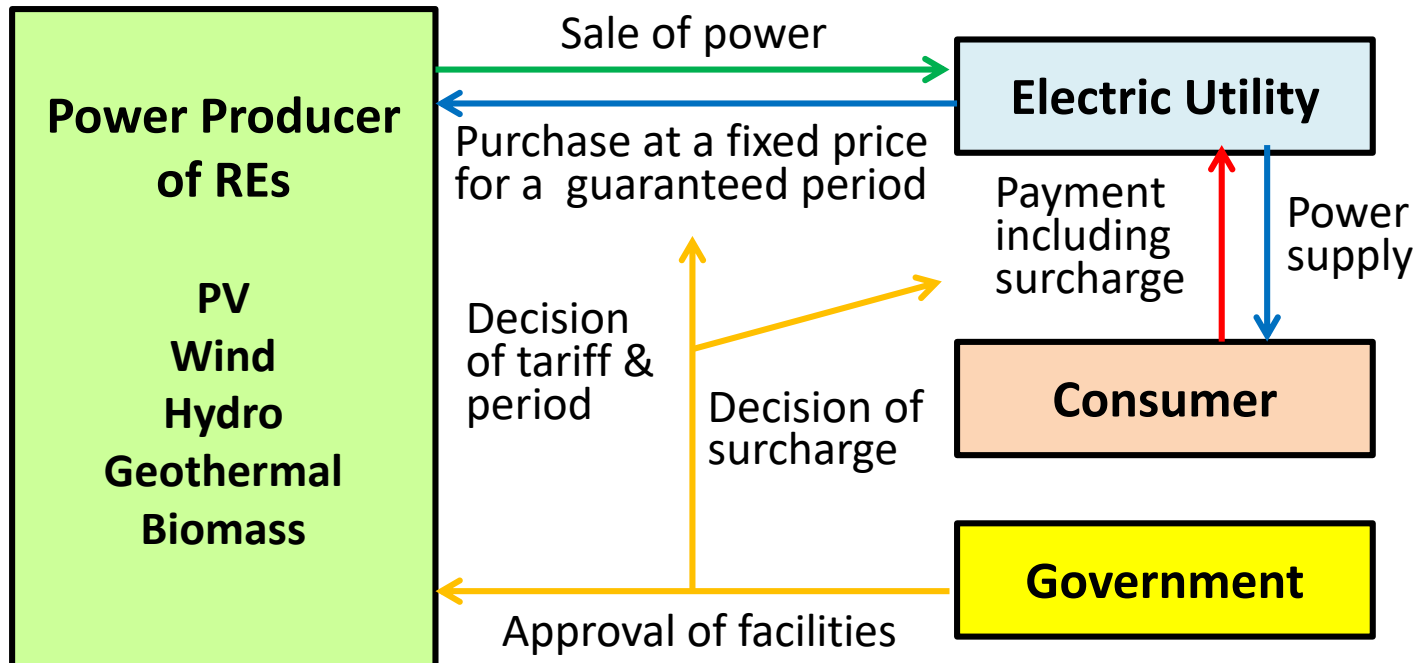 Power Producer
of REs
PV
Wind
Hydro
Geothermal
Biomass
Sale of power
Purchase at a fixed price
for a guaranteed period
Electric Utility
Payment
including
surcharge
Power
supply
Decision
of tariff &
period
Decision of
surcharge
Consumer
Government
Approval of facilities